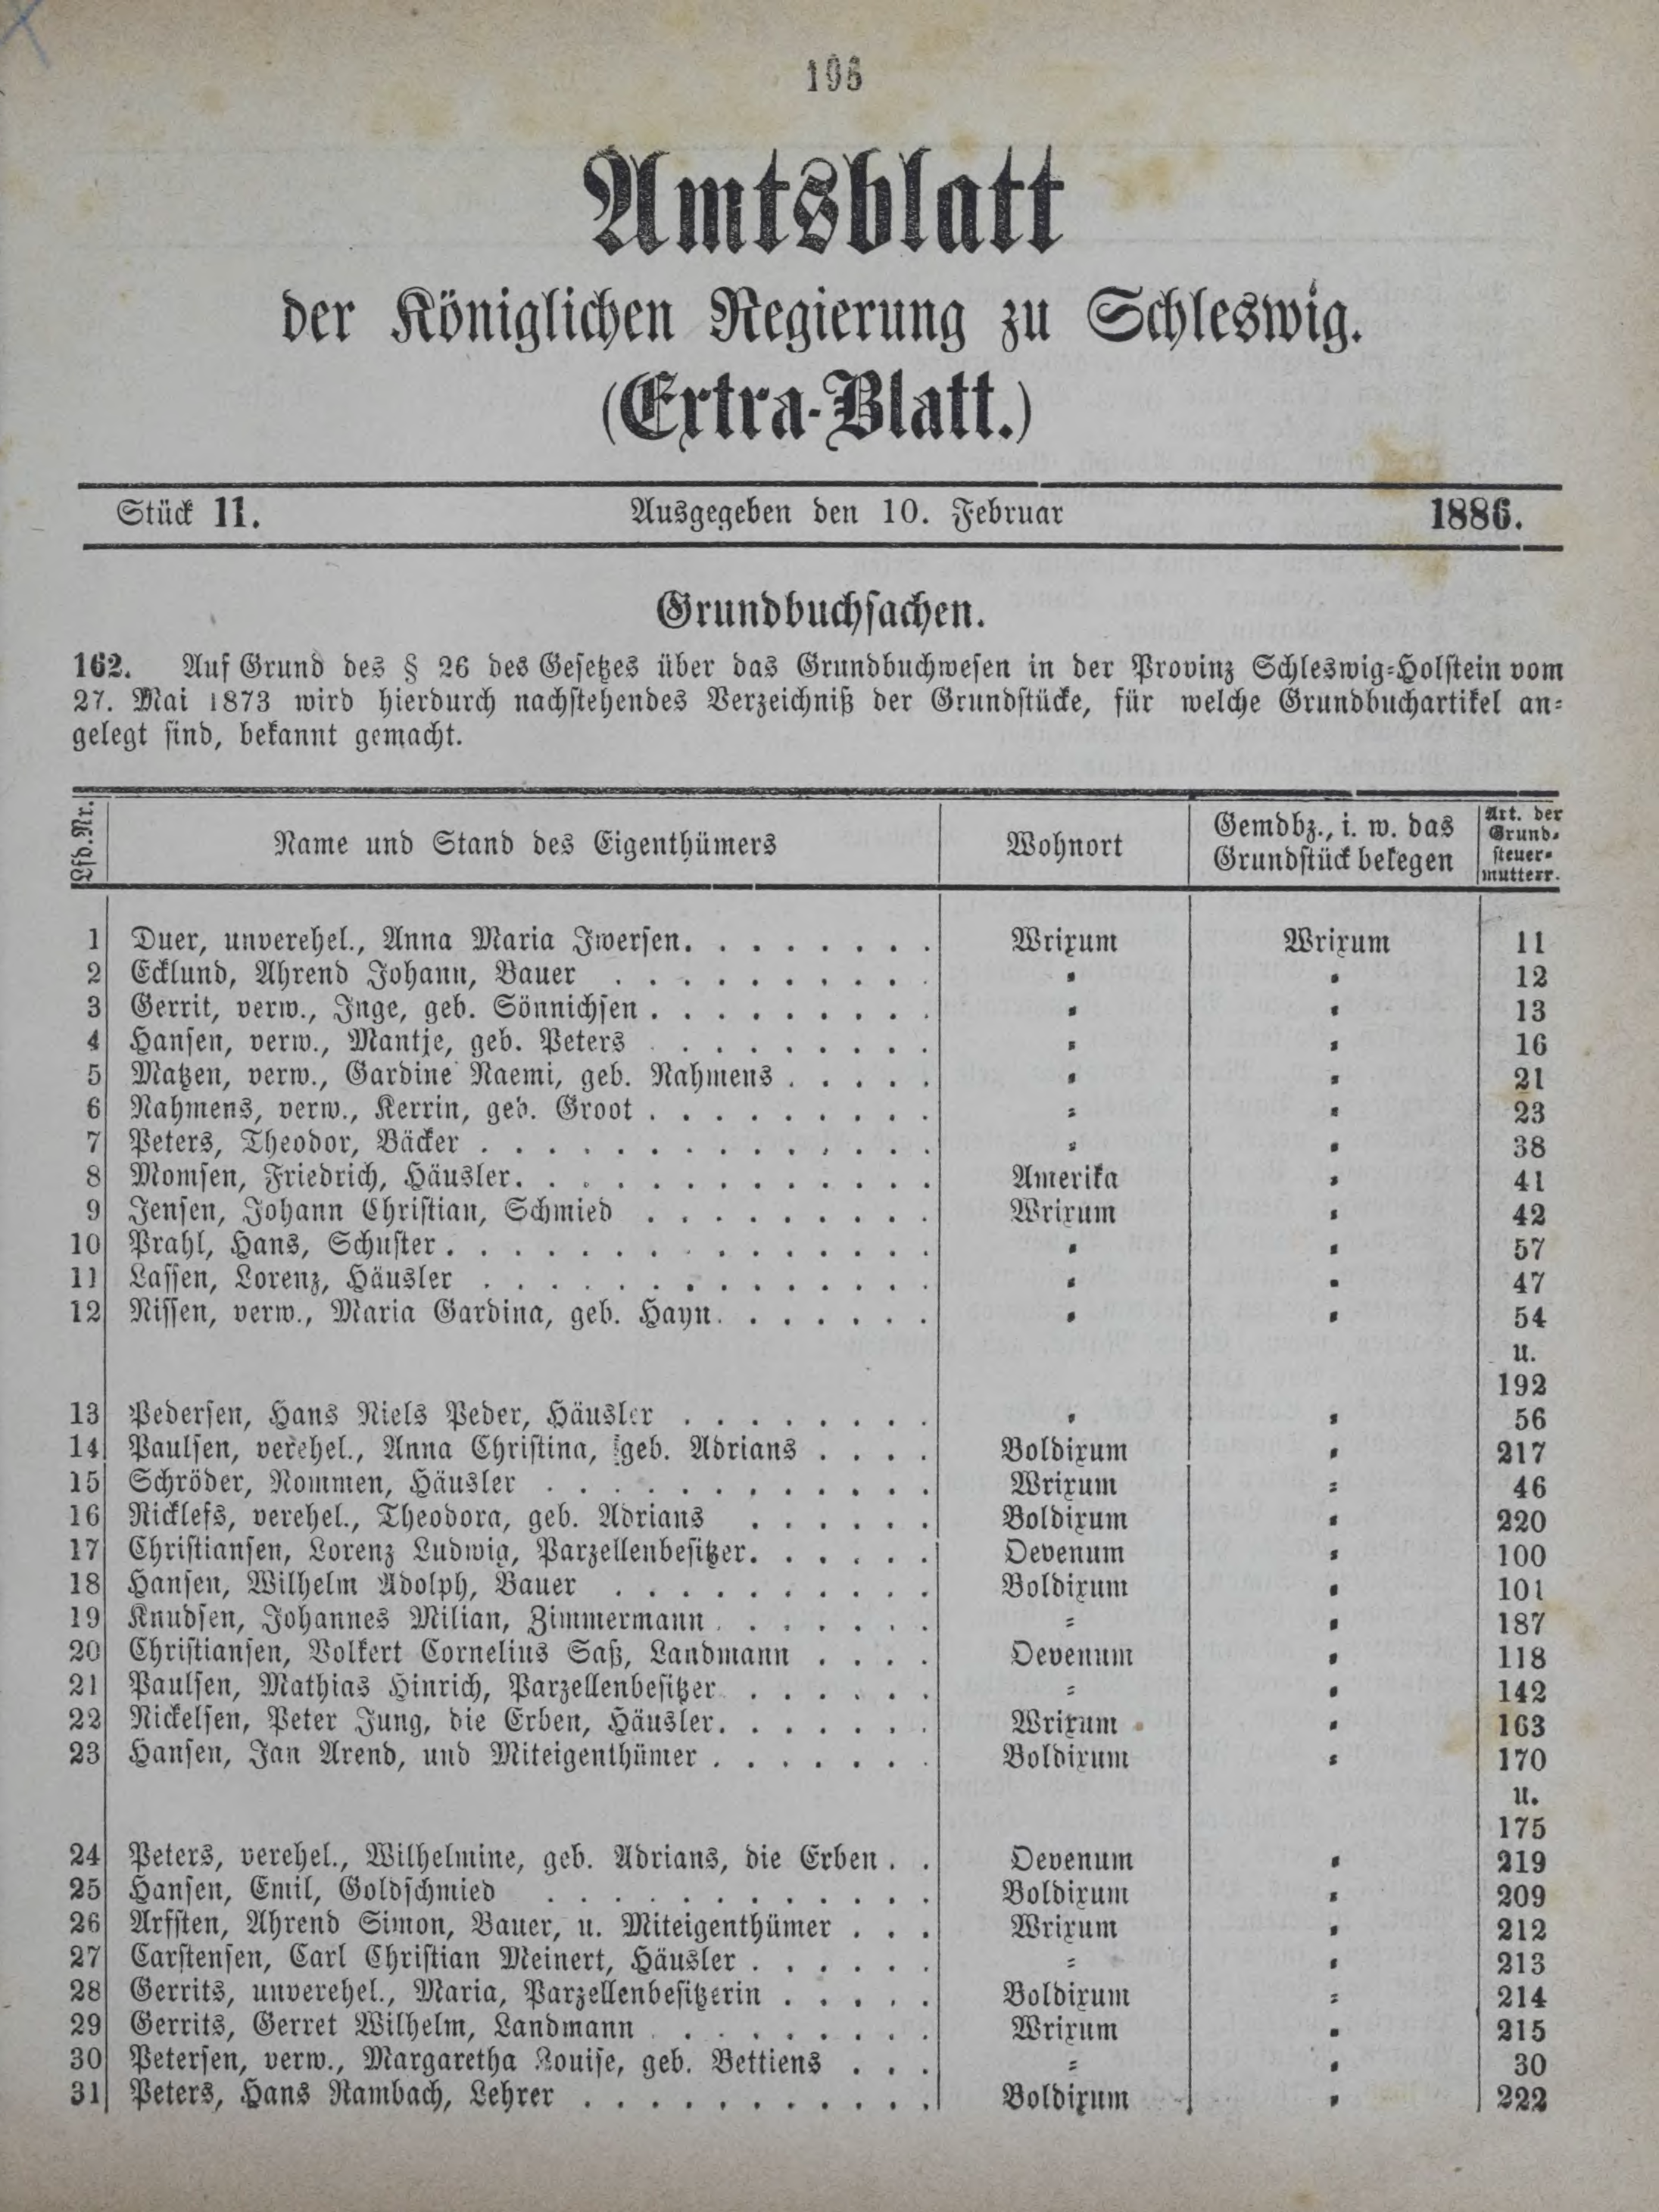 195
Amtsblatt
der Königlichen Regierung zu Schleswig.
(Extra-Blatt.)
Stück 11. Ausgegeben den 10. Februar 1886.
Grundbuchsachen.
162. Auf Grund des § 26 des Gesetzes über das Grundbuchwesen in der Provinz Schleswig-Holstein vom
27. Mai 1873 wird hierdurch nachstehendes Verzeichniß der Grundstücke, für welche Grundbuchartikel an-
gelegt sind, bekannt gemacht.
Lfd. Nr. Name und Stand des Eigenthümers Wohnort Gemdbz., i. w. das Grundstück belegen Art. der Grund-steuer-mutterr.
1 Duer, unverehel., Anna Maria Iwersen. . . . . . . . Wrixum Wrixum 11
2 Ecklund, Ahrend Johann, Bauer . . . . . . . . . . " " 12
3 Gerrit, verw., Inge, geb. Sönnichsen . . . . . . . . . " " 13
4 Hansen, verw., Mantje, geb. Peters . . . . . . . . . " " 16
5 Matzen, verw., Gardine Naemi, geb. Nahmens . . . . . " " 21
6 Nahmens, verw., Kerrin, geb. Groot . . . . . . . . . " " 23
7 Peters, Theodor, Bäcker . . . . . . . . . . . . . . " " 38
8 Momsen, Friedrich, Häusler. . . . . . . . . . . . . Amerika " 41
9 Jensen, Johann Christian, Schmied . . . . . . . . . Wrixum " 42
10 Prahl, Hans, Schuster . . . . . . . . . . . . . . . " " 57
11 Lassen, Lorenz, Häusler . . . . . . . . . . . . . . " " 47
12 Nissen, verw., Maria Gardina, geb. Hayn. . . . . . . " " 54
u.
192
13 Pedersen, Hans Niels Peder, Häusler . . . . . . . . " " 56
14 Paulsen, verehel., Anna Christina, geb. Adrians . . . . Boldixum " 217
15 Schröder, Nommen, Häusler . . . . . . . . . . . . Wrixum " 46
16 Nicklefs, verehel., Theodora, geb. Adrians . . . . . . Boldixum " 220
17 Christiansen, Lorenz Ludwig, Parzellenbesitzer. . . . . . Oevenum " 100
18 Hansen, Wilhelm Adolph, Bauer . . . . . . . . . . Boldixum " 101
19 Knudsen, Johannes Milian, Zimmermann . . . . . . . " " 187
20 Christiansen, Volkert Cornelius Saß, Landmann . . . . Oevenum " 118
21 Paulsen, Mathias Hinrich, Parzellenbesitzer . . . . . . " " 142
22 Nickelsen, Peter Jung, die Erben, Häusler. . . . . . . Wrixum " 163
23 Hansen, Jan Arend, und Miteigenthümer . . . . . . . Boldixum " 170
u.
175
24 Peters, verehel., Wilhelmine, geb. Adrians, die Erben . . Oevenum " 219
25 Hansen, Emil, Goldschmied . . . . . . . . . . . . Boldixum " 209
26 Arfsten, Ahrend Simon, Bauer, u. Miteigenthümer . . . Wrixum " 212
27 Carstensen, Carl Christian Meinert, Häusler . . . . . . " " 213
28 Gerrits, unverehel., Maria, Parzellenbesitzerin . . . . . Boldixum " 214
29 Gerrits, Gerret Wilhelm, Landmann . . . . . . . . . Wrixum " 215
30 Petersen, verw., Margaretha Louise, geb. Bettiens . . . " " 30
31 Peters, Hans Rambach, Lehrer . . . . . . . . . . . Boldixum " 222